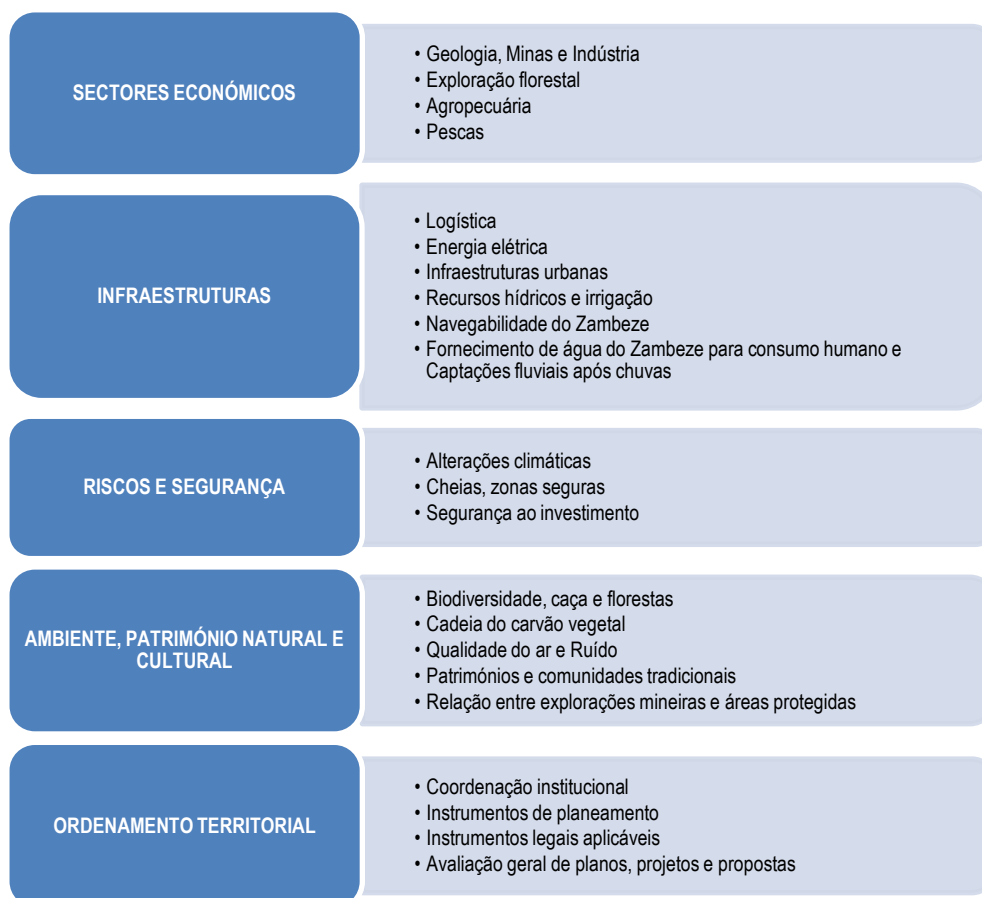 SECTORES ECONÓMICOS
• Geologia, Minas e Indústria
• Exploração florestal
• Agropecuária
• Pescas
INFRAESTRUTURAS
• Logística
• Energia elétrica
• Infraestruturas urbanas
• Recursos hídricos e irrigação
• Navegabilidade do Zambeze
• Fornecimento de água do Zambeze para consumo humano e
Captações fluviais após chuvas
RISCOS E SEGURANÇA
• Alterações climáticas
• Cheias, zonas seguras
• Segurança ao investimento
AMBIENTE, PATRIMÓNIO NATURAL E
CULTURAL
• Biodiversidade, caça e florestas
• Cadeia do carvão vegetal
• Qualidade do ar e Ruído
• Patrimónios e comunidades tradicionais
• Relação entre explorações mineiras e áreas protegidas
ORDENAMENTO TERRITORIAL
• Coordenação institucional
• Instrumentos de planeamento
• Instrumentos legais aplicáveis
• Avaliação geral de planos, projetos e propostas